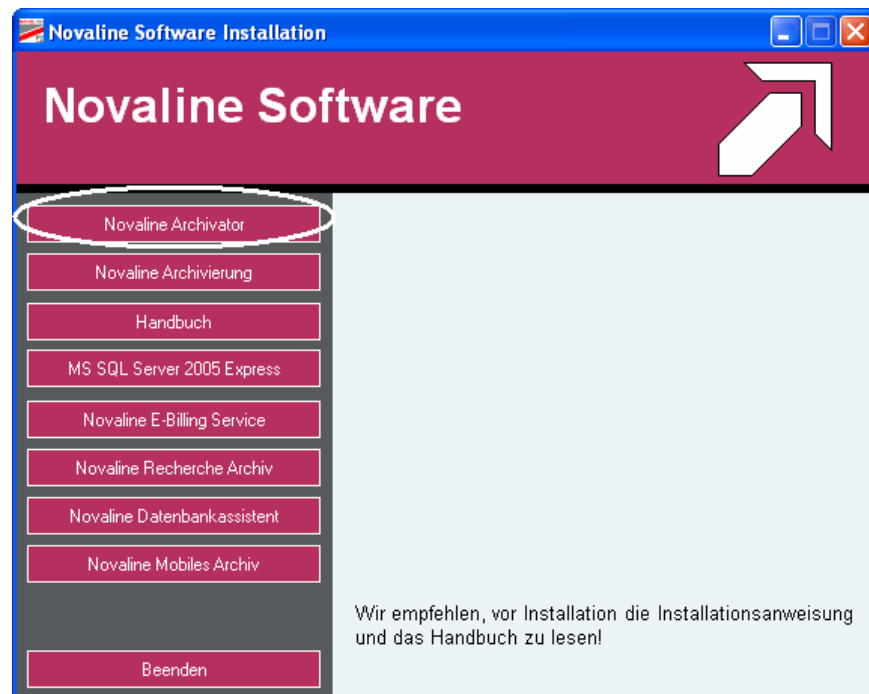 Novaline Software Installation
Novaline Software
Novaline Archivator
Novaline Archivierung
Handbuch
MS SQL Server 2005 Express
Novaline E-Billing Service
Novaline Recherche Archiv
Novaline Datenbankassistent
Novaline Mobiles Archiv
Wir empfehlen, vor Installation die Installationsanweisung
und das Handbuch zu lesen!
Beenden